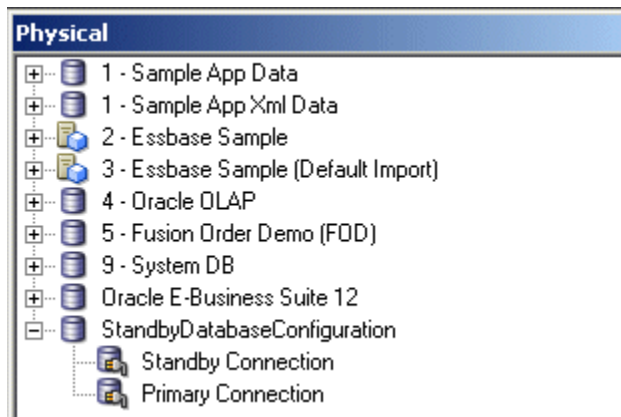 Physical
1 - Sample App Data
1 - Sample App Xml Data
2 - Essbase Sample
3 - Essbase Sample (Default Import)
4 - Oracle OLAP
5 - Fusion Order Demo (FOD)
9 - System DB
Oracle E-Business Suite 12
StandbyDatabaseConfiguration
Standby Connection
Primary Connection